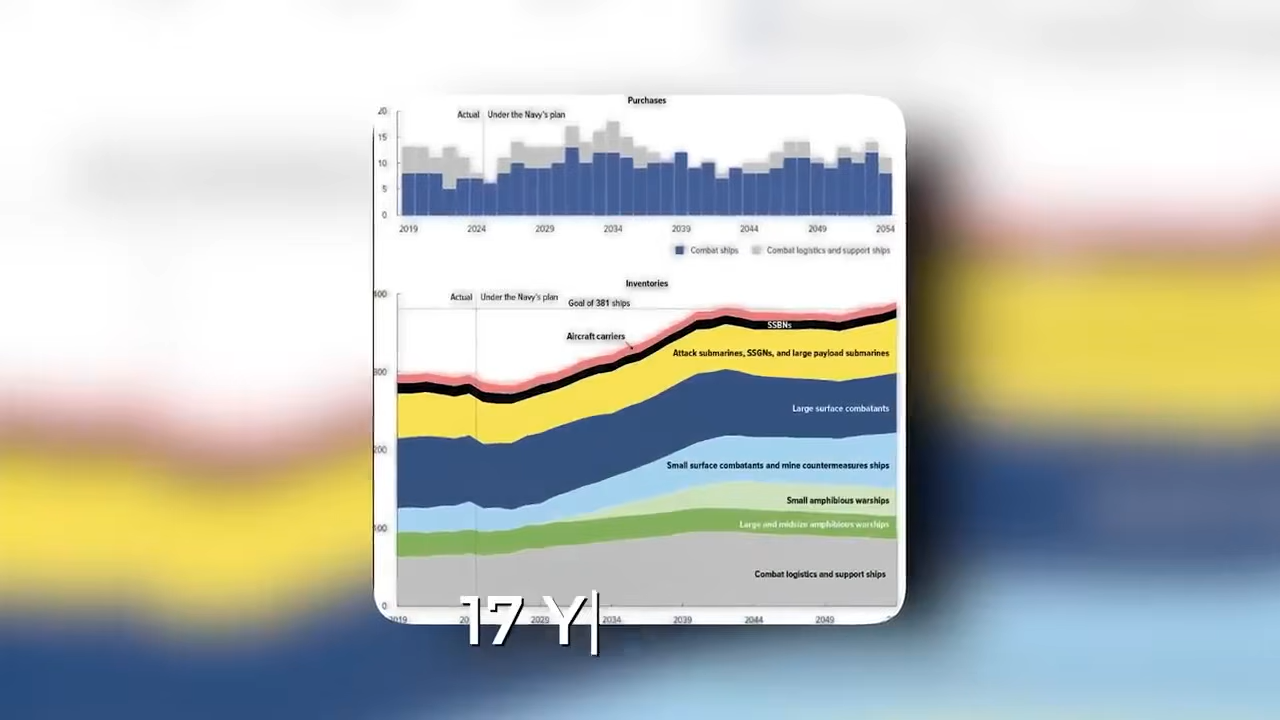 Purchases
20
Actual Under the Navy's plan
15
10
5
0
2019 2024 2029 2034 2039 2044 2049 2054
Combat ships Combat logistics and support ships
Inventories
400
Actual Under the Navy's plan Goal of 381 ships
SSBNs
Aircraft carriers
Attack submarines, SSGNs, and large payload submarines
300
Large surface combatants
200
Small surface combatants and mine countermeasures ships
Small amphibious warships
Large and midsize amphibious warships
100
Combat logistics and support ships
0
2019 2029 2034 2039 2044 2049
17 Y